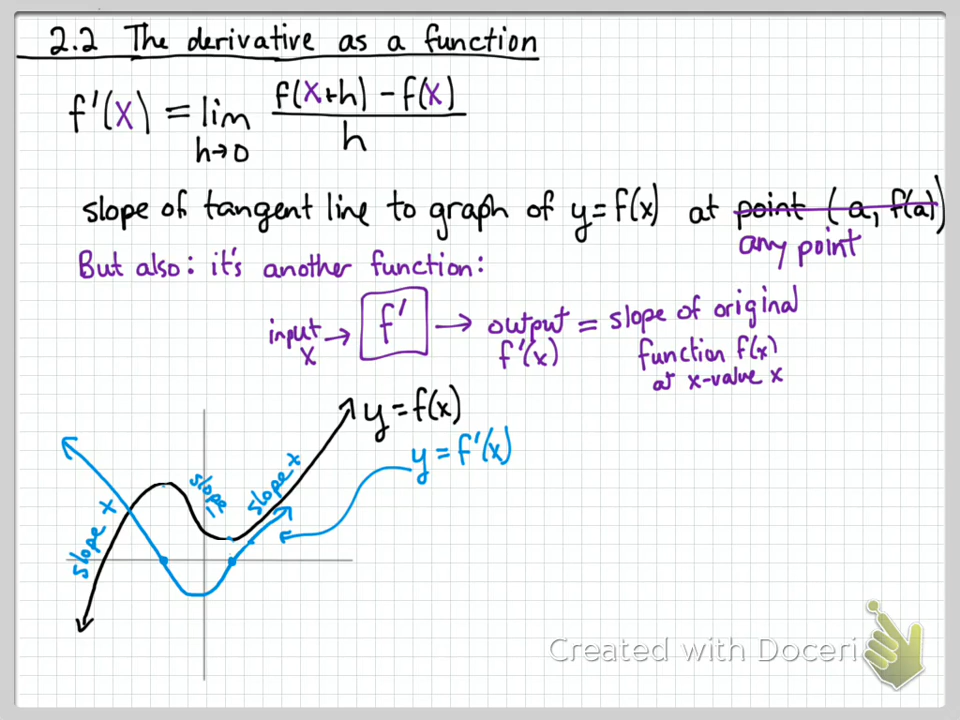 2.2 The derivative as a function
f'(x) = lim h→0 f(x+h) - f(x) / h
slope of tangent line to graph of y=f(x) at point (a, f(a))
any point
But also: it's another function:
input x → f' → output f'(x) = slope of original function f(x) at x-value x
y = f(x)
y = f'(x)
slope
slope
slope x
Created with Doceri